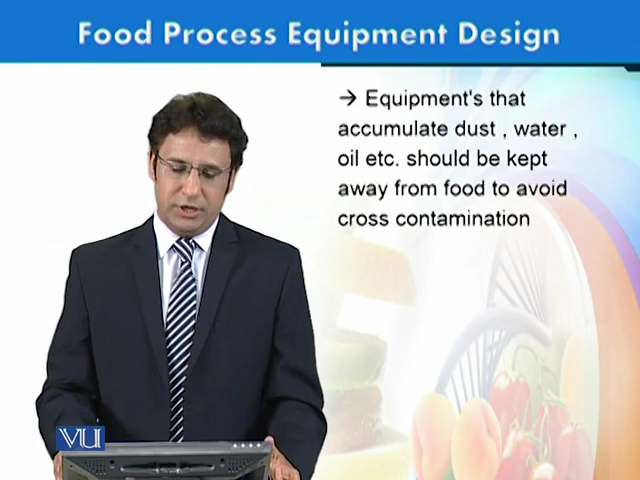 Food Process Equipment Design
→ Equipment's that
accumulate dust , water ,
oil etc. should be kept
away from food to avoid
cross contamination
VU